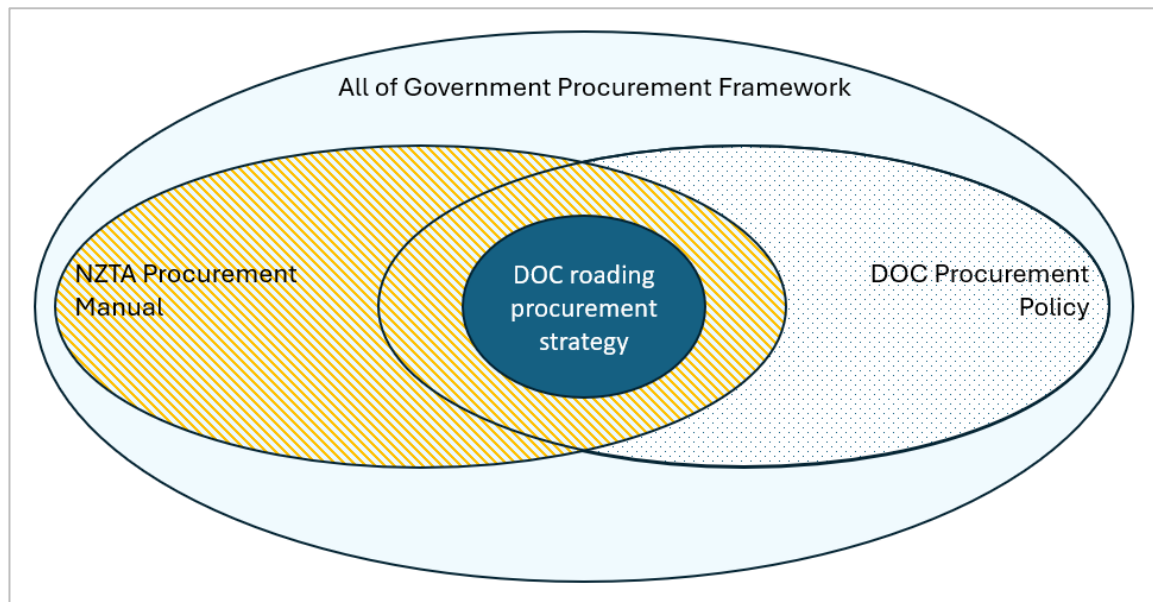 All of Government Procurement Framework
NZTA Procurement
Manual
DOC roading
procurement
strategy
DOC Procurement
Policy